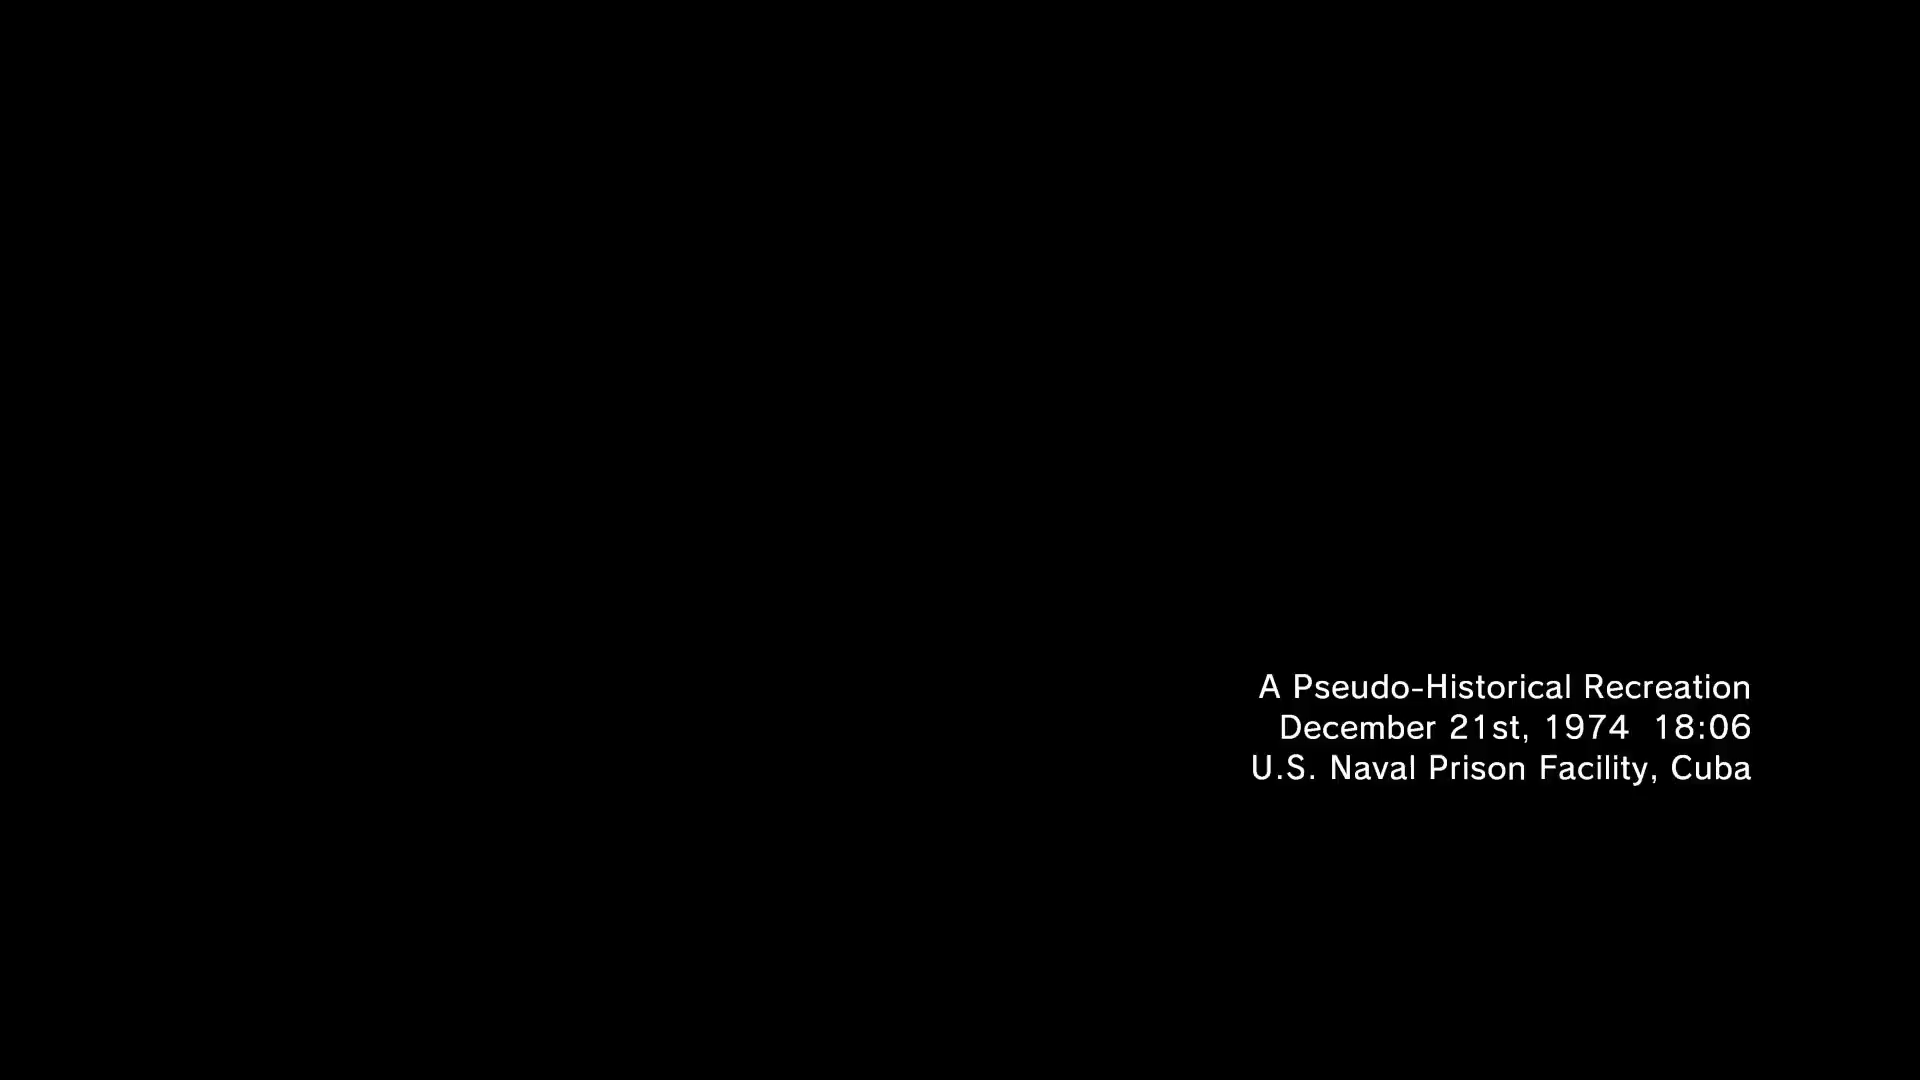 A Pseudo-Historical Recreation
December 21st, 1974  18:06
U.S. Naval Prison Facility, Cuba